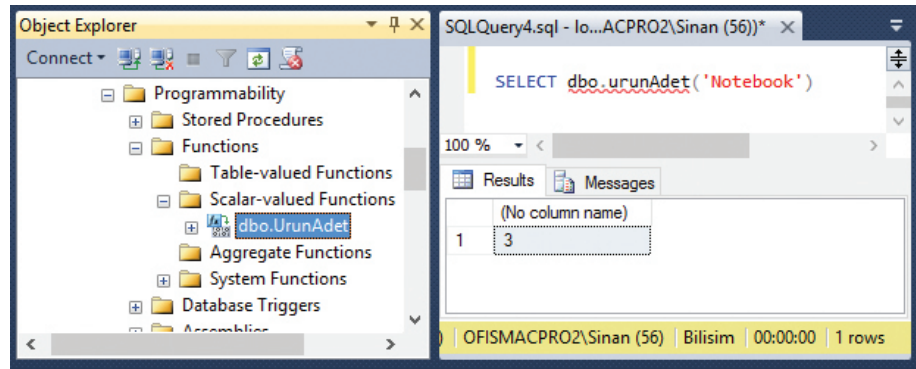 Object Explorer
Connect
Programmability
Stored Procedures
Functions
Table-valued Functions
Scalar-valued Functions
dbo.UrunAdet
Aggregate Functions
System Functions
Database Triggers
Assemblies
SQLQuery4.sql - lo...ACPRO2\Sinan (56))*
SELECT dbo.urunAdet('Notebook')
100 %
Results Messages
(No column name)
1 3
) OFISMACPRO2\Sinan (56) Bilisim 00:00:00 1 rows